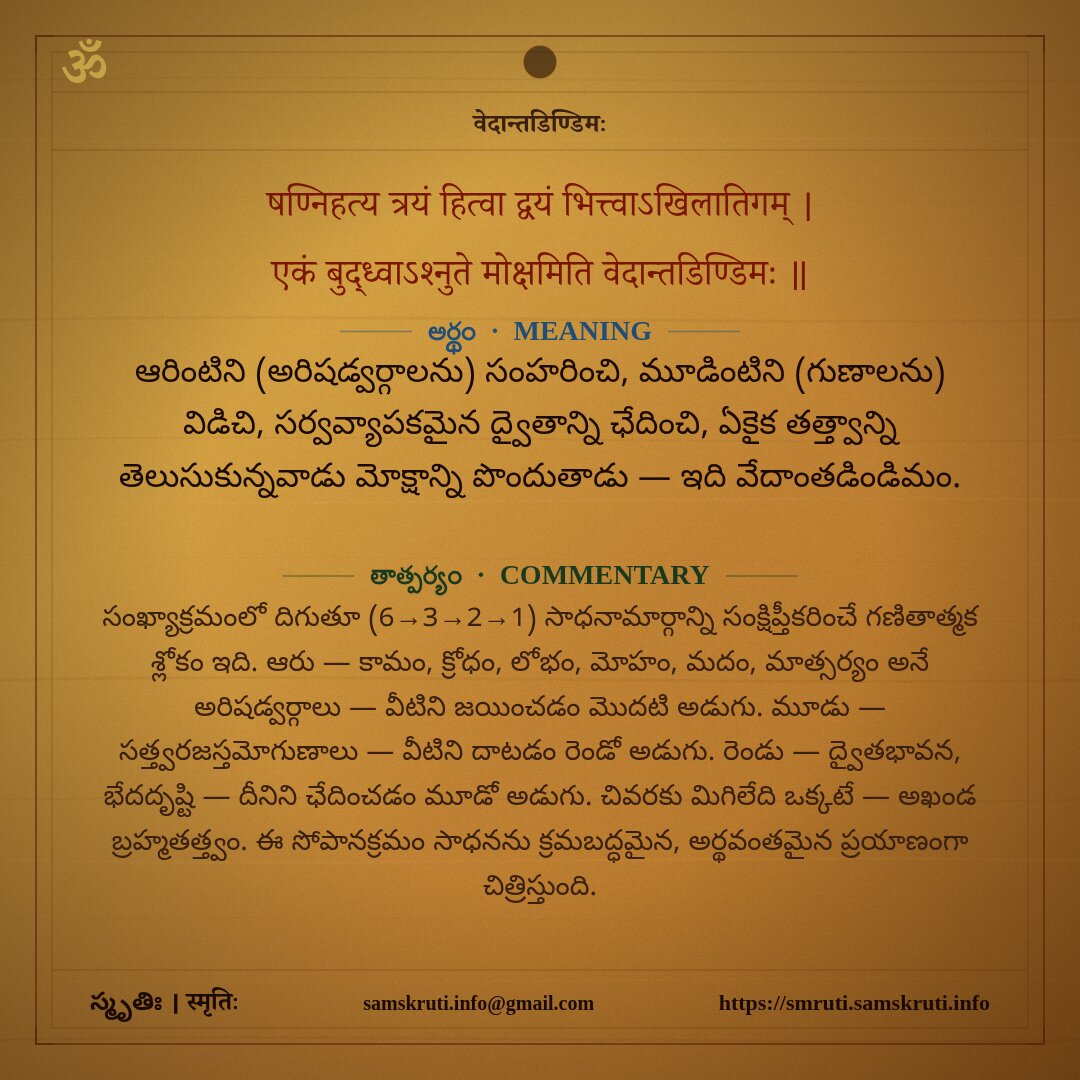 ॐ
वेदान्तडिण्डिमः
षण्निहत्य त्रयं हित्वा द्वयं भित्त्वाऽखिलातिगम् ।
एकं बुद्ध्वाऽश्नुते मोक्षमिति वेदान्तडिण्डिमः ॥
అర్థం · MEANING
ఆరింటిని (అరిషడ్వర్గాలను) సంహరించి, మూడింటిని (గుణాలను)
విడిచి, సర్వవ్యాపకమైన ద్వైతాన్ని ఛేదించి, ఏకైక తత్త్వాన్ని
తెలుసుకున్నవాడు మోక్షాన్ని పొందుతాడు — ఇది వేదాంతడిండిమం.
తాత్పర్యం · COMMENTARY
సంఖ్యాక్రమంలో దిగుతూ (6→3→2→1) సాధనామార్గాన్ని సంక్షిప్తీకరించే గణితాత్మక
శ్లోకం ఇది. ఆరు — కామం, క్రోధం, లోభం, మోహం, మదం, మాత్సర్యం అనే
అరిషడ్వర్గాలు — వీటిని జయించడం మొదటి అడుగు. మూడు —
సత్త్వరజస్తమోగుణాలు — వీటిని దాటడం రెండో అడుగు. రెండు — ద్వైతభావన,
భేదదృష్టి — దీనిని ఛేదించడం మూడో అడుగు. చివరకు మిగిలేది ఒక్కటే — అఖండ
బ్రహ్మతత్త్వం. ఈ సోపానక్రమం సాధనను క్రమబద్ధమైన, అర్థవంతమైన ప్రయాణంగా
చిత్రిస్తుంది.
స్మృతిః | स्मृतिः samskruti.info@gmail.com https://smruti.samskruti.info